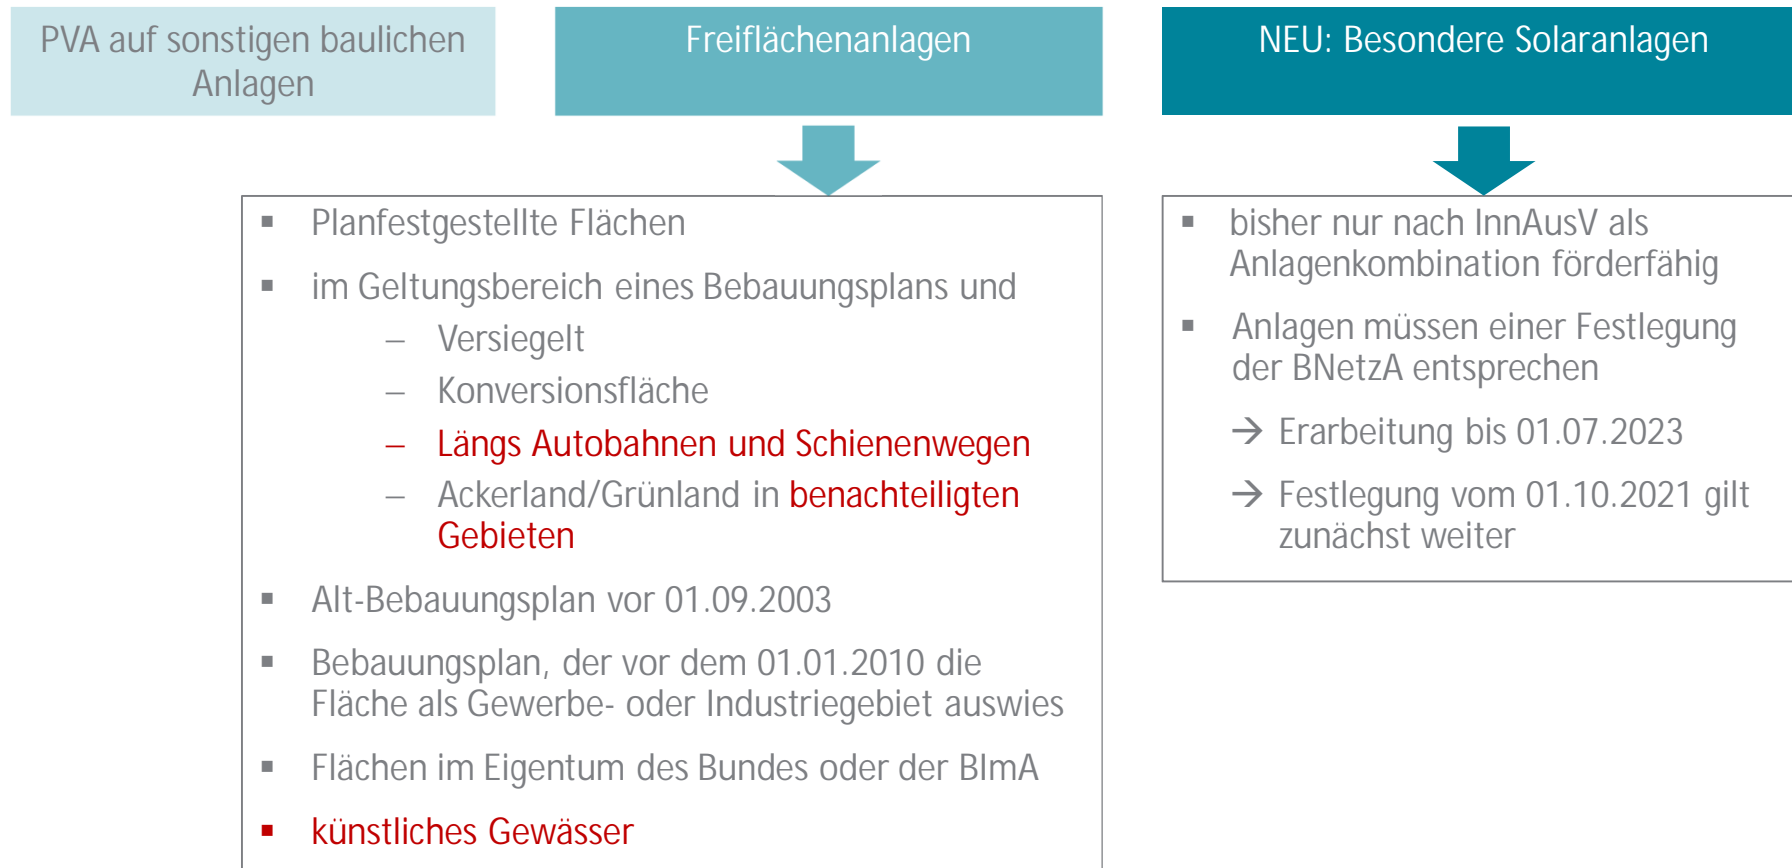 PVA auf sonstigen baulichen
Anlagen
Freiflächenanlagen
NEU: Besondere Solaranlagen
▪ Planfestgestellte Flächen
▪ im Geltungsbereich eines Bebauungsplans und
– Versiegelt
– Konversionsfläche
– Längs Autobahnen und Schienenwegen
– Ackerland/Grünland in benachteiligten
Gebieten
▪ Alt-Bebauungsplan vor 01.09.2003
▪ Bebauungsplan, der vor dem 01.01.2010 die
Fläche als Gewerbe- oder Industriegebiet auswies
▪ Flächen im Eigentum des Bundes oder der BImA
▪ künstliches Gewässer
▪ bisher nur nach InnAusV als
Anlagenkombination förderfähig
▪ Anlagen müssen einer Festlegung
der BNetzA entsprechen
→ Erarbeitung bis 01.07.2023
→ Festlegung vom 01.10.2021 gilt
zunächst weiter